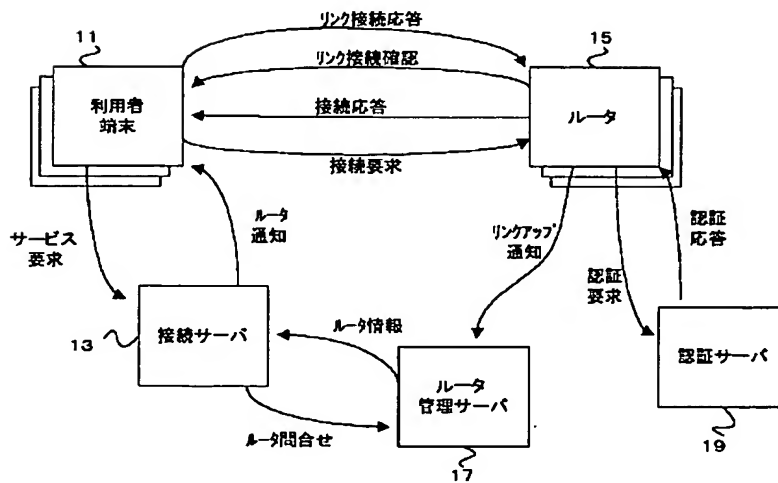 リンク接続応答
11
15
リンク接続確認
利用者
端末
接続応答
ルータ
接続要求
サービス
要求
ルータ
通知
リンクアップ
通知
認証
要求
認証
応答
接続サーバ
13
ルータ情報
ルータ
管理サーバ
認証サーバ
ルータ問合せ
17
19